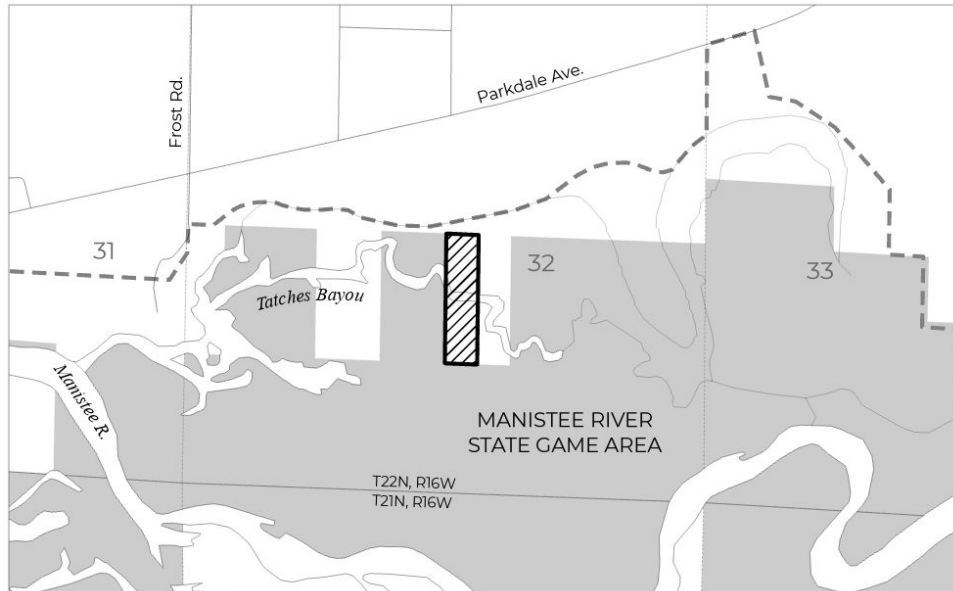 Parkdale Ave.
Frost Rd.
31
32
33
Tatches Bayou
Manistee R.
MANISTEE RIVER
STATE GAME AREA
T22N, R16W
T21N, R16W